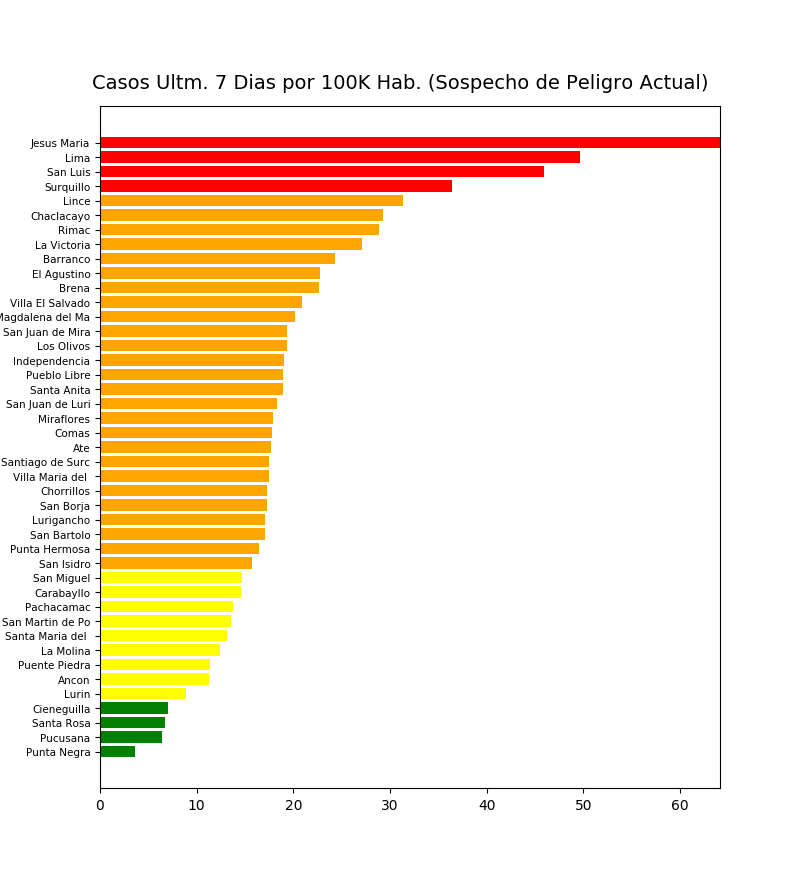 Casos Ultm. 7 Dias por 100K Hab. (Sospecho de Peligro Actual)
Jesus Maria
Lima
San Luis
Surquillo
Lince
Chaclacayo
Rimac
La Victoria
Barranco
El Agustino
Brena
Villa El Salvado
Magdalena del Ma
San Juan de Mira
Los Olivos
Independencia
Pueblo Libre
Santa Anita
San Juan de Luri
Miraflores
Comas
Ate
Santiago de Surc
Villa Maria del
Chorrillos
San Borja
Lurigancho
San Bartolo
Punta Hermosa
San Isidro
San Miguel
Carabayllo
Pachacamac
San Martin de Po
Santa Maria del
La Molina
Puente Piedra
Ancon
Lurin
Cieneguilla
Santa Rosa
Pucusana
Punta Negra
0 10 20 30 40 50 60